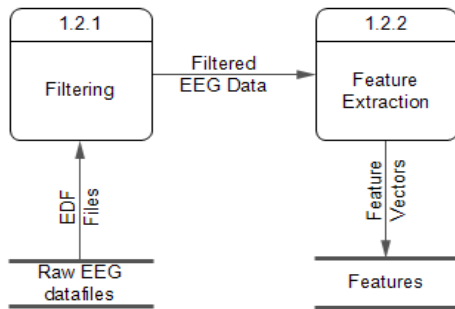 1.2.1
Filtering
Filtered
EEG Data
1.2.2
Feature
Extraction
EDF
Files
Feature
Vectors
Raw EEG
datafiles
Features